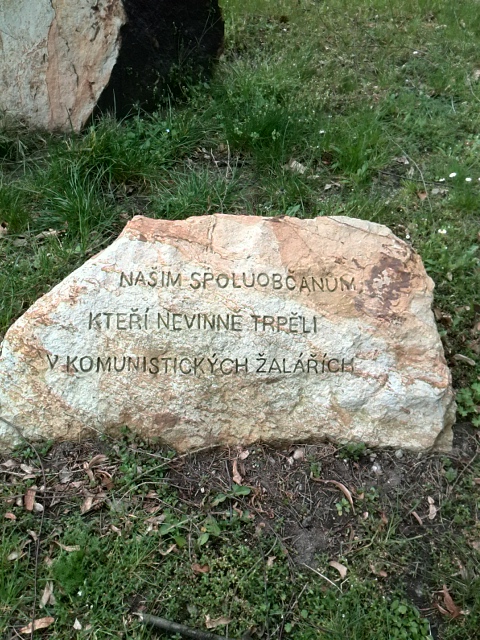 NAŠIM SPOLUOBČANŮM,
KTEŘÍ NEVINNĚ TRPĚLI
V KOMUNISTICKÝCH ŽALÁŘÍCH